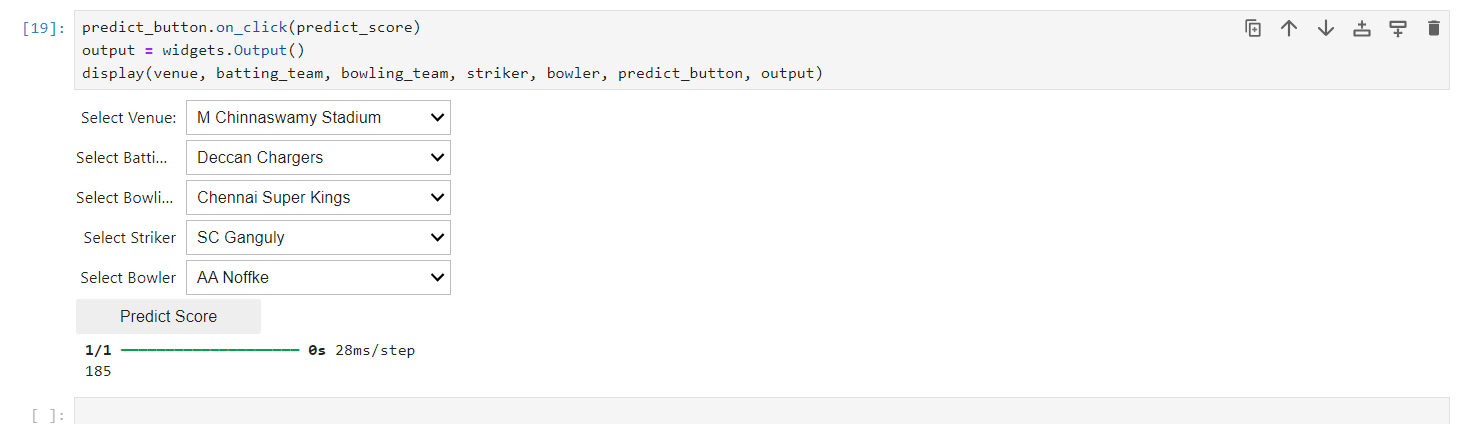 [19]: predict_button.on_click(predict_score)
output = widgets.Output()
display(venue, batting_team, bowling_team, striker, bowler, predict_button, output)
Select Venue: M Chinnaswamy Stadium
Select Batti... Deccan Chargers
Select Bowli... Chennai Super Kings
Select Striker SC Ganguly
Select Bowler AA Noffke
Predict Score
1/1 0s 28ms/step
185
[ ]: